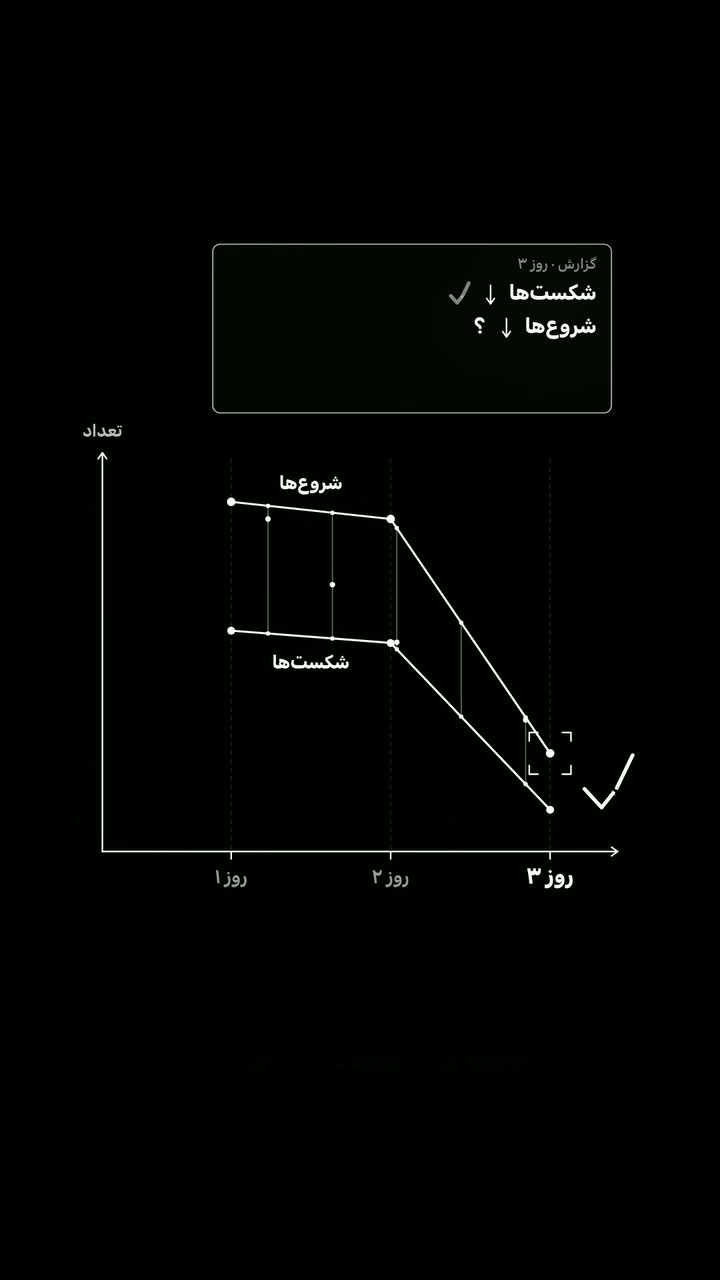 گزارش · روز ۳
شکست‌ها ↓ ✓
شروع‌ها ↓ ؟
تعداد
شروع‌ها
شکست‌ها
روز ۱
روز ۲
روز ۳